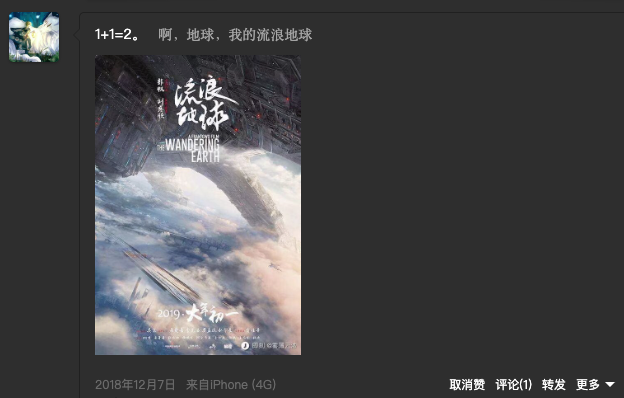 1+1=2。 啊，地球，我的流浪地球
流浪
地球
WANDERING
EARTH
2019·大年初一
2018年12月7日 来自iPhone (4G)
取消赞 评论(1) 转发 更多